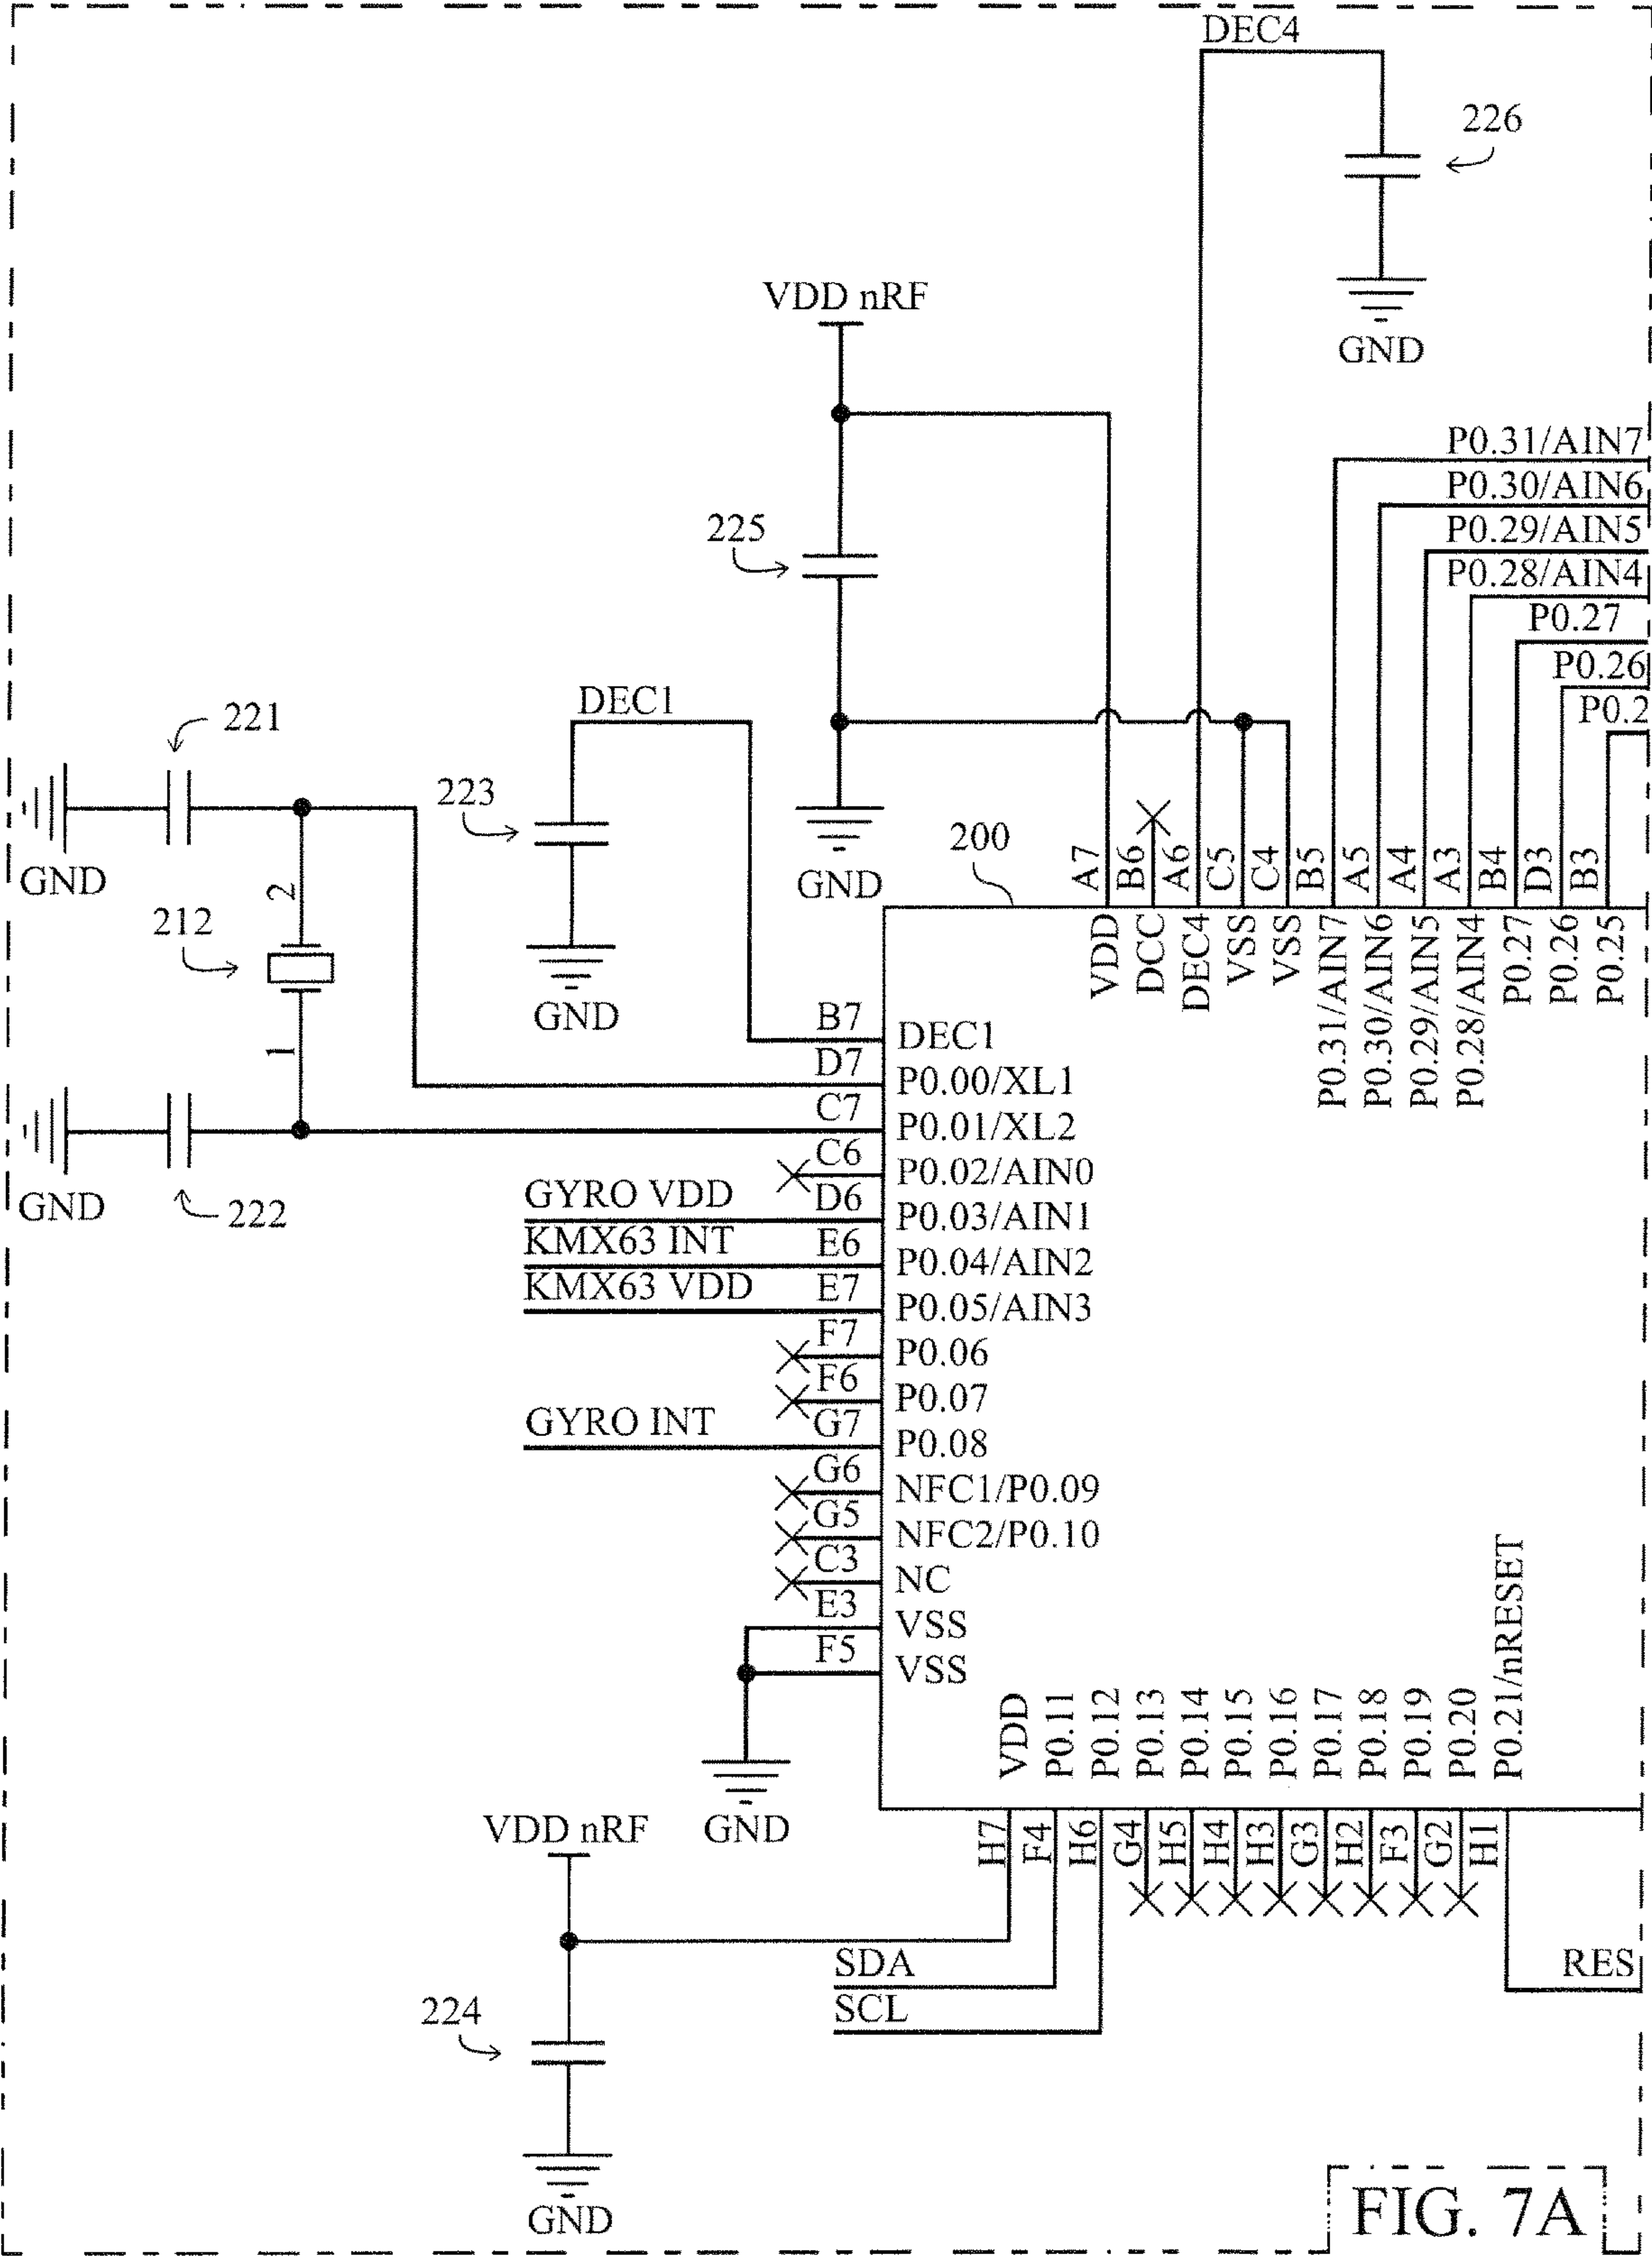 DEC4
226
GND
VDD nRF
225
GND
P0.31/AIN7
P0.30/AIN6
P0.29/AIN5
P0.28/AIN4
P0.27
P0.26
P0.2
DEC1
223
GND
221
GND
2
212
1
GND
222
200
A7
B6
A6
C5
C4
B5
A5
A4
A3
B4
D3
B3
VDD
DCC
DEC4
VSS
VSS
P0.31/AIN7
P0.30/AIN6
P0.29/AIN5
P0.28/AIN4
P0.27
P0.26
P0.25
B7 DEC1
D7 P0.00/XL1
C7 P0.01/XL2
C6 P0.02/AIN0
GYRO VDD D6 P0.03/AIN1
KMX63 INT E6 P0.04/AIN2
KMX63 VDD E7 P0.05/AIN3
F7 P0.06
F6 P0.07
GYRO INT G7 P0.08
G6 NFC1/P0.09
G5 NFC2/P0.10
C3 NC
E3 VSS
F5 VSS
GND
VDD
P0.11
P0.12
P0.13
P0.14
P0.15
P0.16
P0.17
P0.18
P0.19
P0.20
P0.21/nRESET
H7
F4
H6
G4
H5
H4
H3
G3
H2
F3
G2
H1
VDD nRF
SDA
SCL
RES
224
GND
FIG. 7A